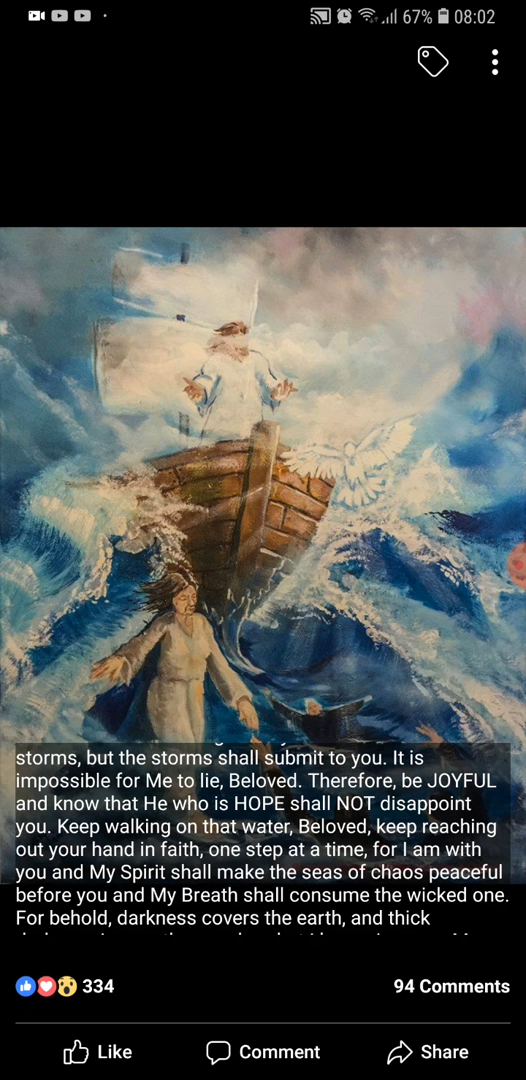 67% 08:02
storms, but the storms shall submit to you. It is
impossible for Me to lie, Beloved. Therefore, be JOYFUL
and know that He who is HOPE shall NOT disappoint
you. Keep walking on that water, Beloved, keep reaching
out your hand in faith, one step at a time, for I am with
you and My Spirit shall make the seas of chaos peaceful
before you and My Breath shall consume the wicked one.
For behold, darkness covers the earth, and thick
334 94 Comments
Like Comment Share